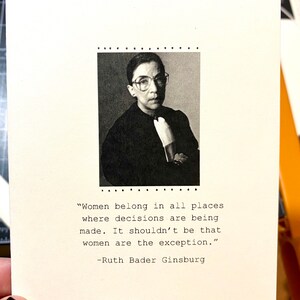 “Women belong in all places
where decisions are being
made. It shouldn’t be that
women are the exception.”
-Ruth Bader Ginsburg